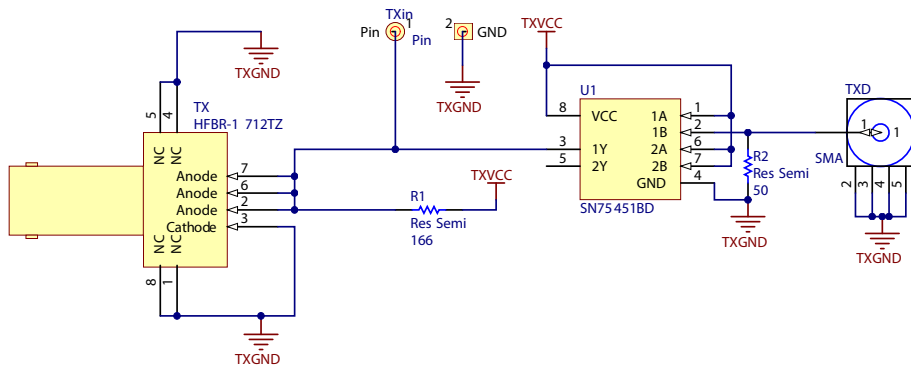 TXin
Pin 1
Pin
2 GND
TXVCC
TXGND
TXGND
TXD
TX
HFBR-1 712TZ
5
4
NC
NC
Anode 7
Anode 6
Anode 2
Cathode 3
NC
NC
8
1
TXGND
R1
Res Semi
166
TXVCC
U1
8 VCC
3 1Y
5 2Y
1A 1
1B 2
2A 6
2B 7
GND 4
SN75451BD
R2
Res Semi
50
TXGND
1
1
SMA
2
3
4
5
TXGND